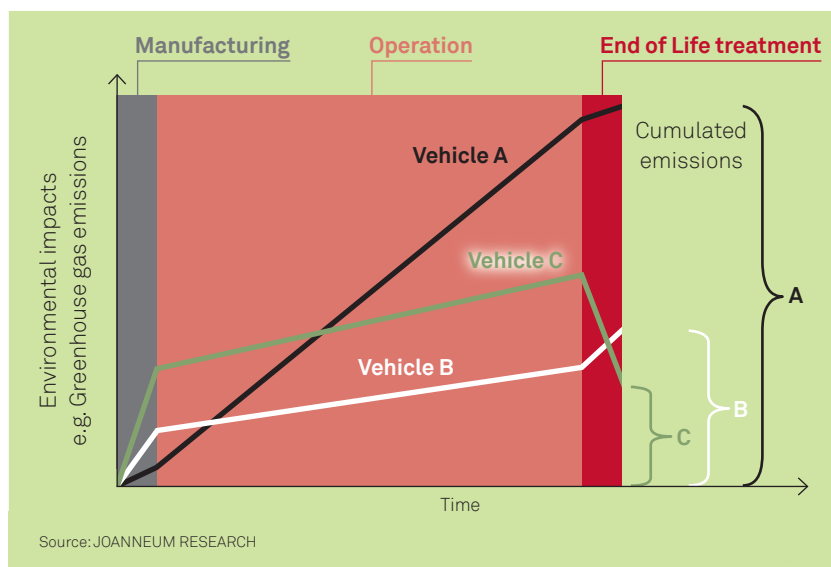 Manufacturing
Operation
End of Life treatment
Environmental impacts
e.g. Greenhouse gas emissions
Vehicle A
Cumulated
emissions
Vehicle C
A
Vehicle B
B
C
Time
Source: JOANNEUM RESEARCH